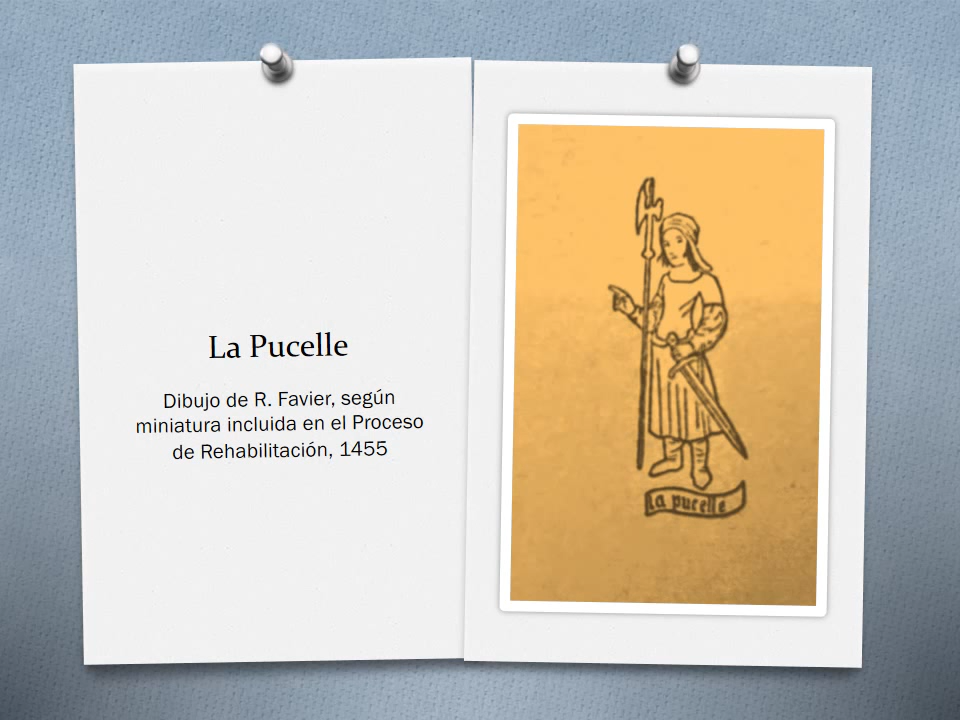 La Pucelle
Dibujo de R. Favier, según
miniatura incluida en el Proceso
de Rehabilitación, 1455
La pucelle